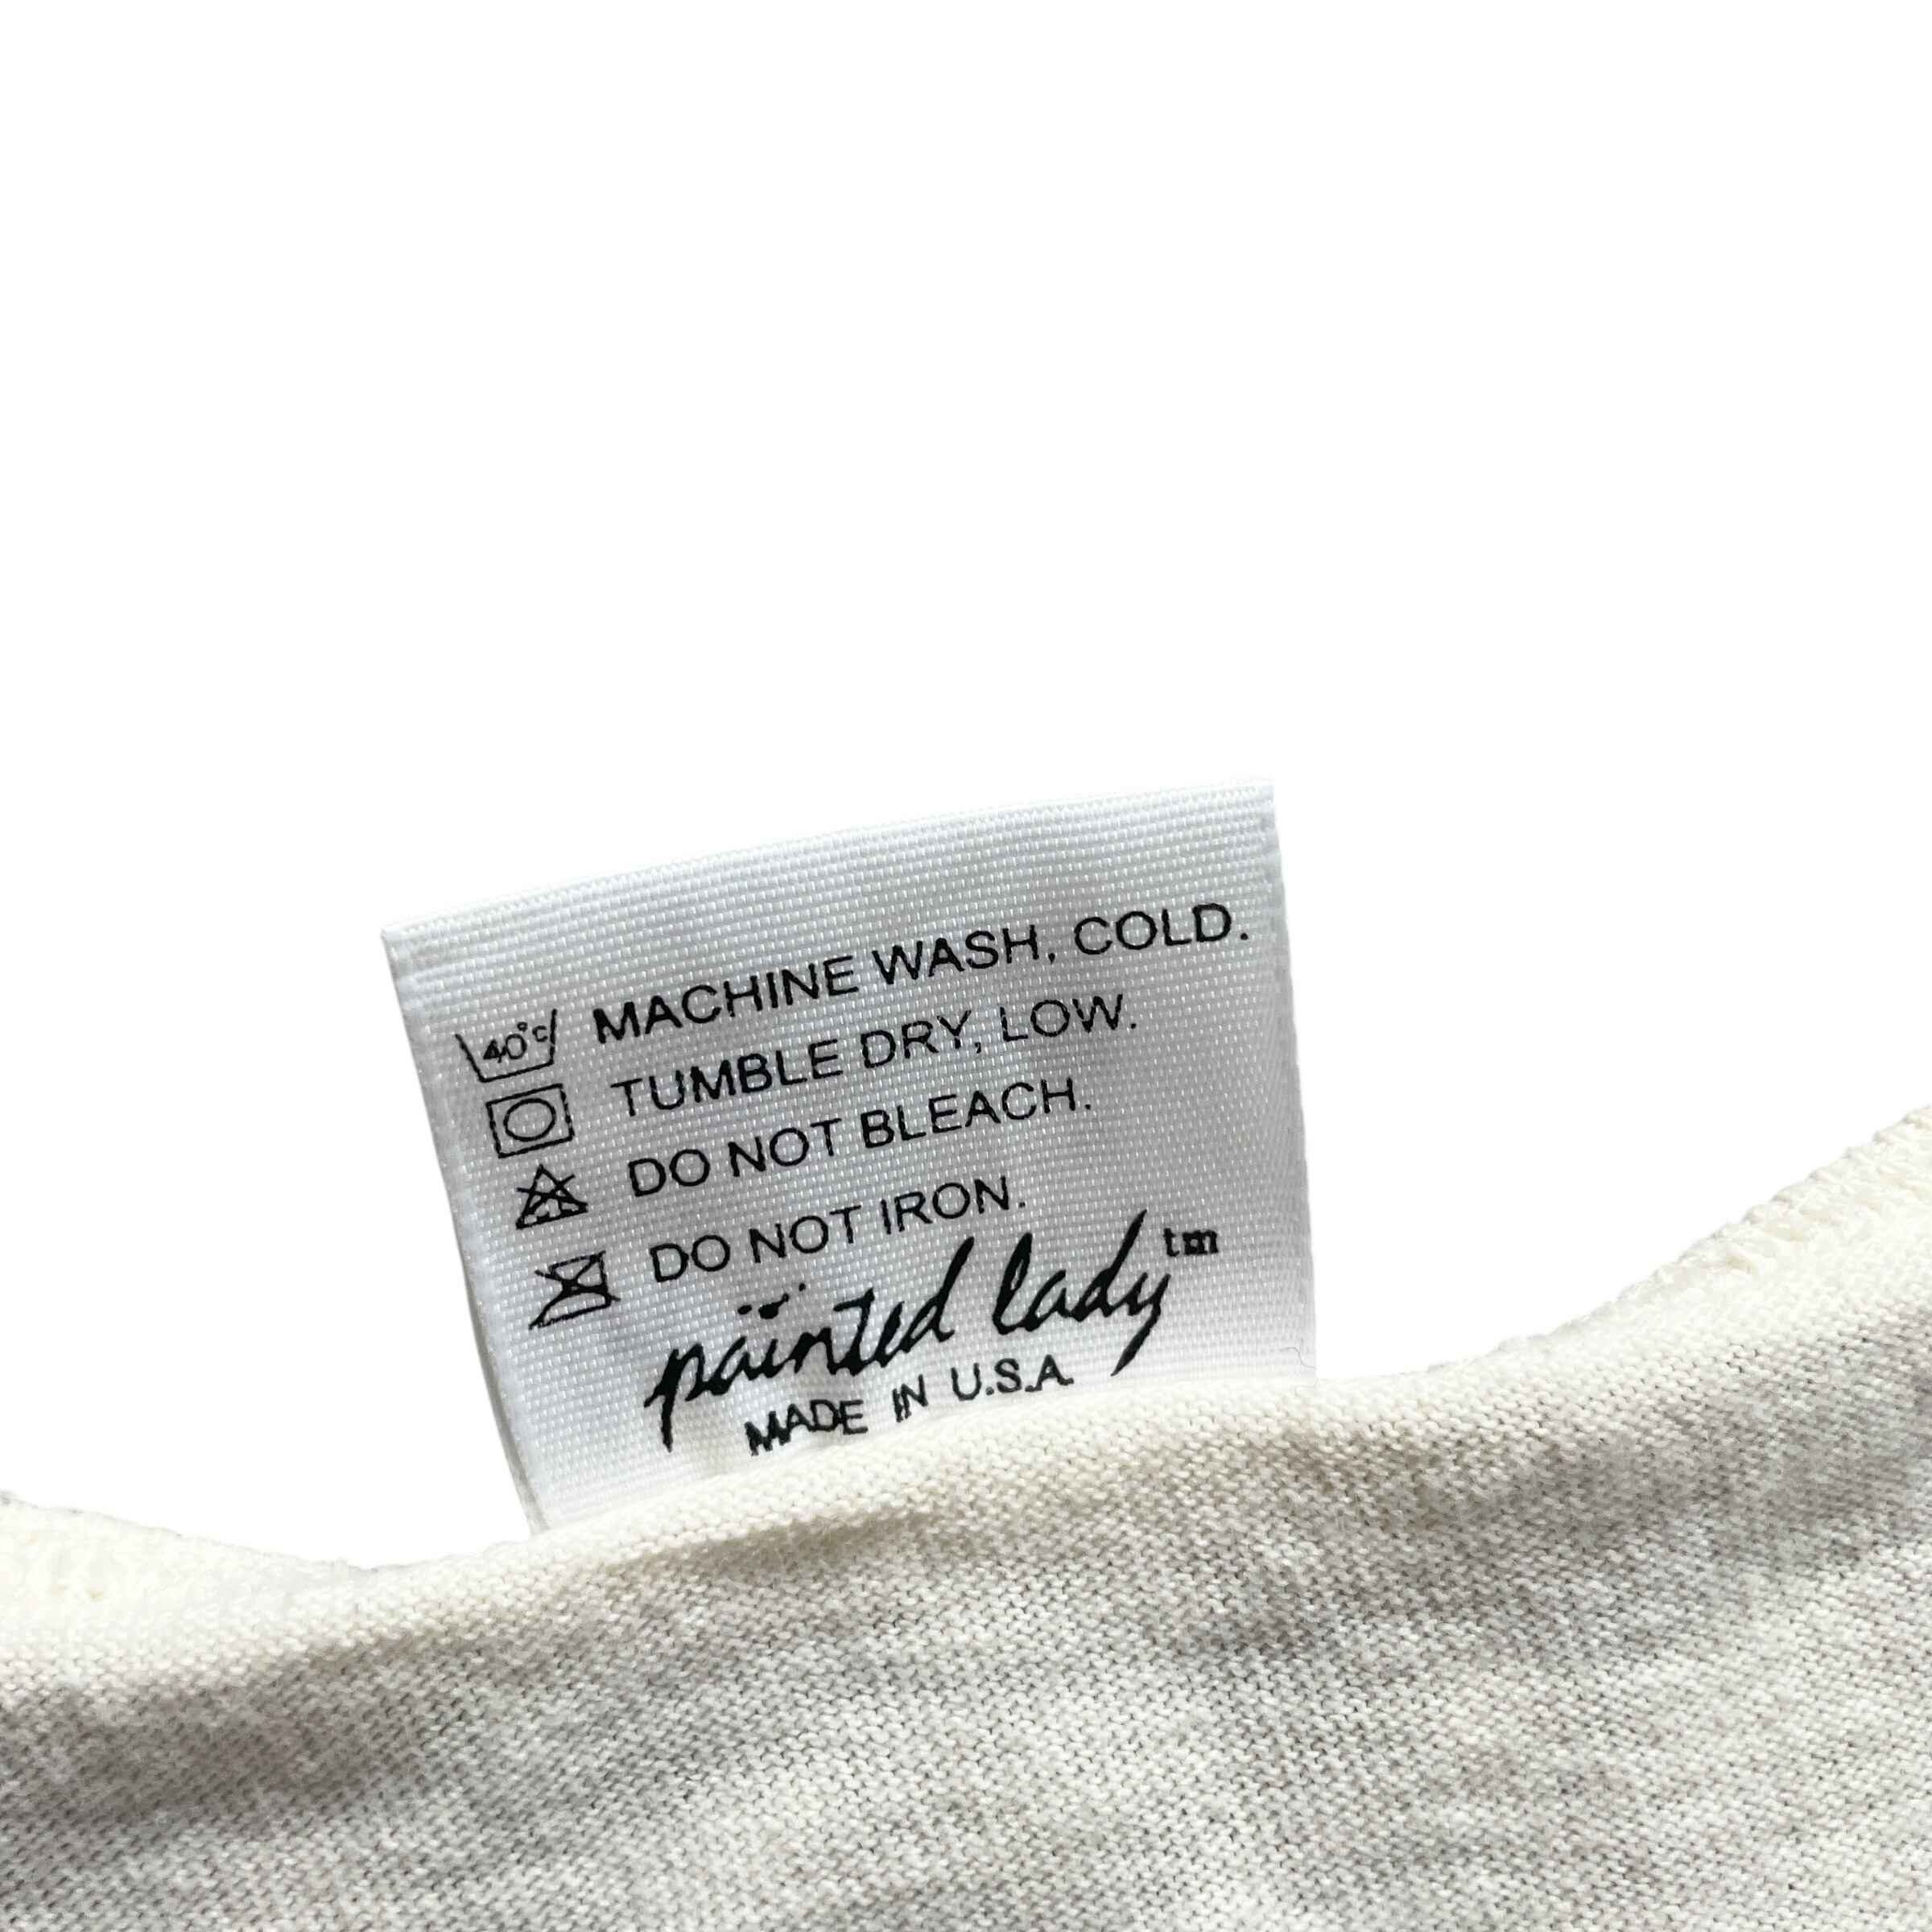 40°C MACHINE WASH, COLD.
TUMBLE DRY, LOW.
DO NOT BLEACH.
DO NOT IRON.
painted lady tm
MADE IN U.S.A.